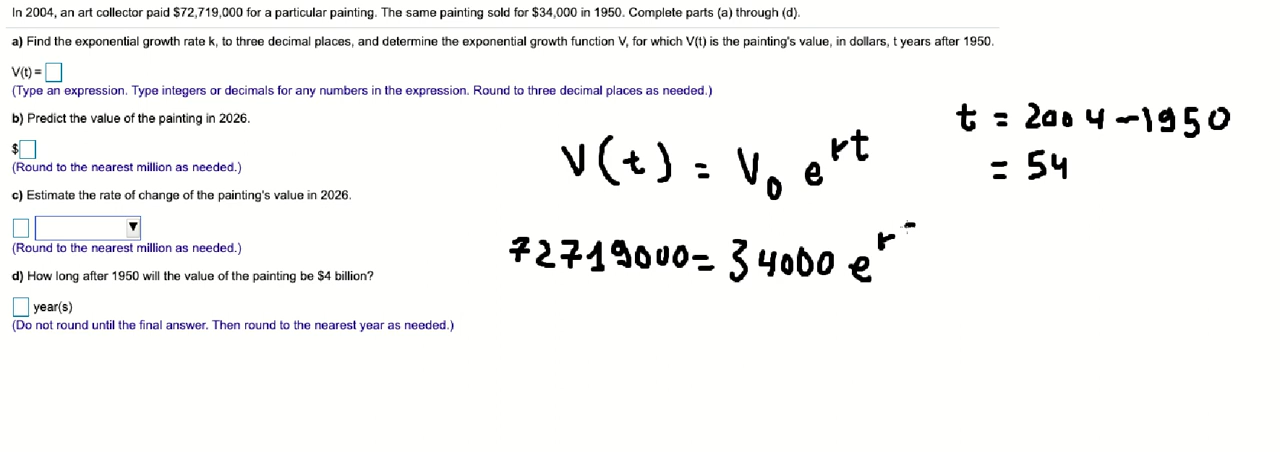 In 2004, an art collector paid $72,719,000 for a particular painting. The same painting sold for $34,000 in 1950. Complete parts (a) through (d).
a) Find the exponential growth rate k, to three decimal places, and determine the exponential growth function V, for which V(t) is the painting's value, in dollars, t years after 1950.
V(t) =
(Type an expression. Type integers or decimals for any numbers in the expression. Round to three decimal places as needed.)
b) Predict the value of the painting in 2026.
$
(Round to the nearest million as needed.)
c) Estimate the rate of change of the painting's value in 2026.
(Round to the nearest million as needed.)
d) How long after 1950 will the value of the painting be $4 billion?
year(s)
(Do not round until the final answer. Then round to the nearest year as needed.)
t = 2004 - 1950
= 54
V(t) = V₀ e^rt
72719000 = 34000 e^r